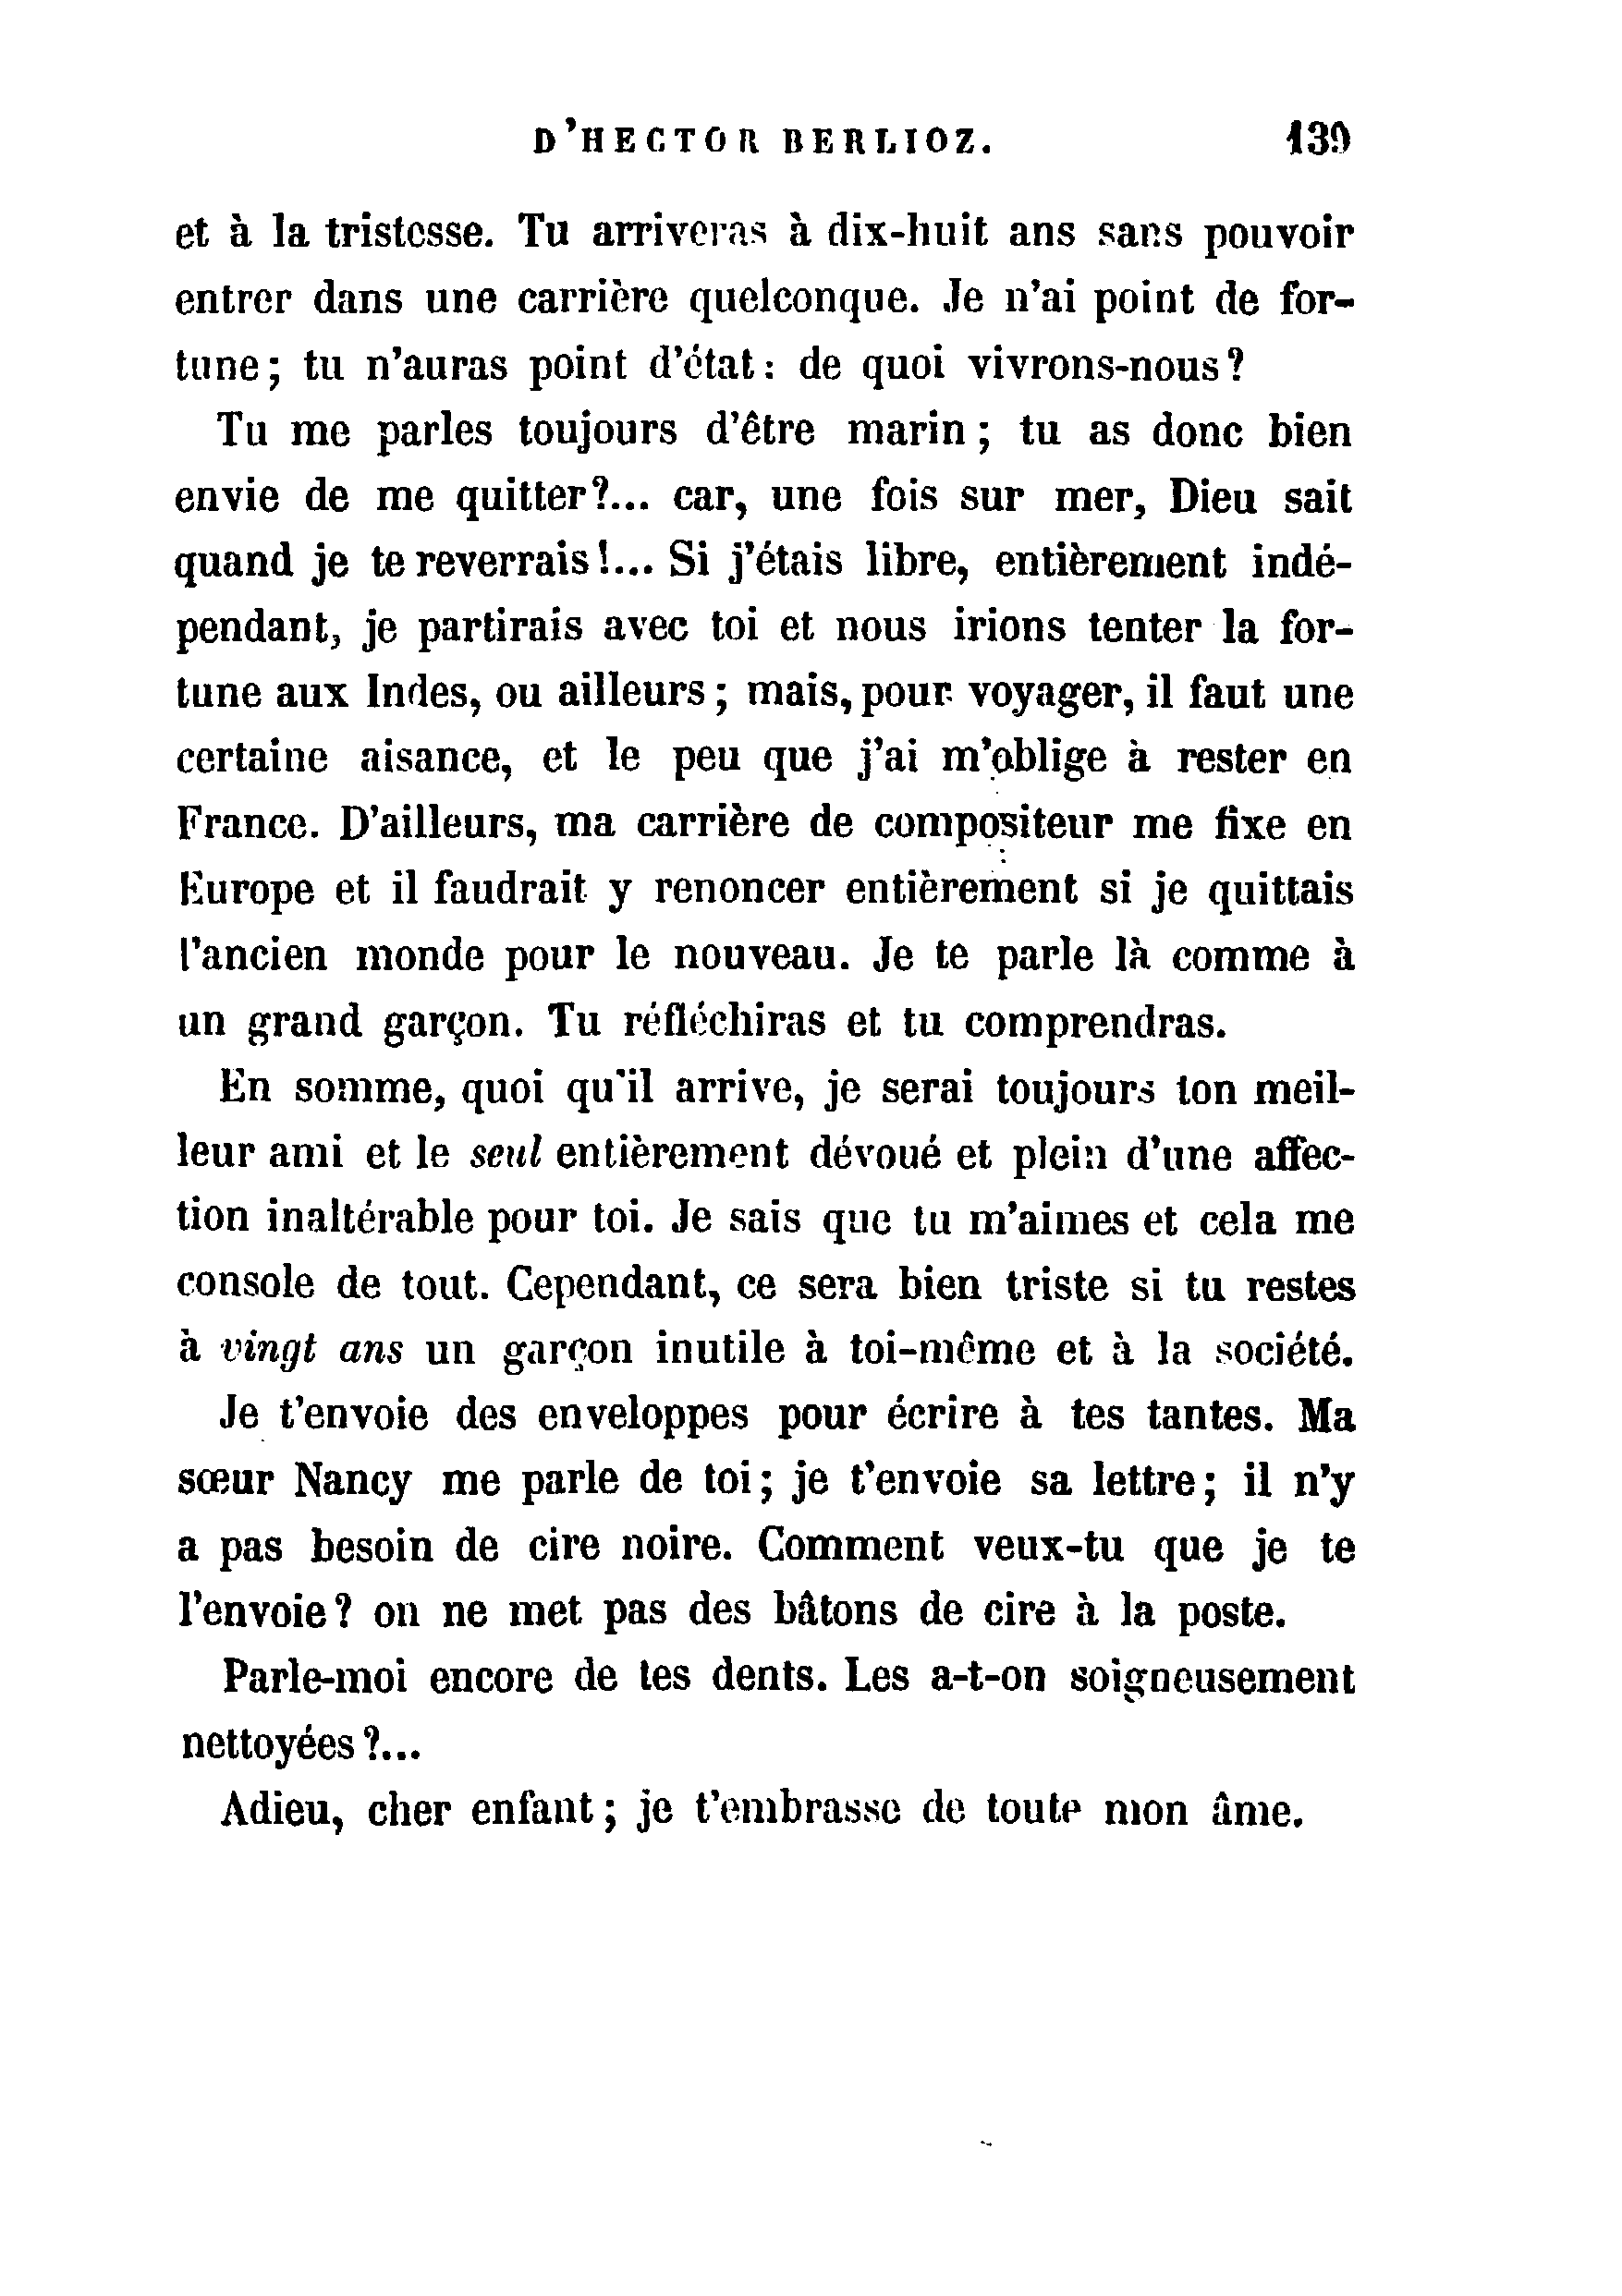 D'HECTOR BERLIOZ. 139
et à la tristesse. Tu arriveras à dix-huit ans sans pouvoir
entrer dans une carrière quelconque. Je n'ai point de for-
tune; tu n'auras point d'état: de quoi vivrons-nous?
Tu me parles toujours d'être marin; tu as donc bien
envie de me quitter?... car, une fois sur mer, Dieu sait
quand je te reverrais!... Si j'étais libre, entièrement indé-
pendant, je partirais avec toi et nous irions tenter la for-
tune aux Indes, ou ailleurs; mais, pour voyager, il faut une
certaine aisance, et le peu que j'ai m'oblige à rester en
France. D'ailleurs, ma carrière de compositeur me fixe en
Europe et il faudrait y renoncer entièrement si je quittais
l'ancien monde pour le nouveau. Je te parle là comme à
un grand garçon. Tu réfléchiras et tu comprendras.
En somme, quoi qu'il arrive, je serai toujours ton meil-
leur ami et le seul entièrement dévoué et plein d'une affec-
tion inaltérable pour toi. Je sais que tu m'aimes et cela me
console de tout. Cependant, ce sera bien triste si tu restes
à vingt ans un garçon inutile à toi-même et à la société.
Je t'envoie des enveloppes pour écrire à tes tantes. Ma
sœur Nancy me parle de toi; je t'envoie sa lettre; il n'y
a pas besoin de cire noire. Comment veux-tu que je te
l'envoie? on ne met pas des bâtons de cire à la poste.
Parle-moi encore de tes dents. Les a-t-on soigneusement
nettoyées?...
Adieu, cher enfant; je t'embrasse de toute mon âme.